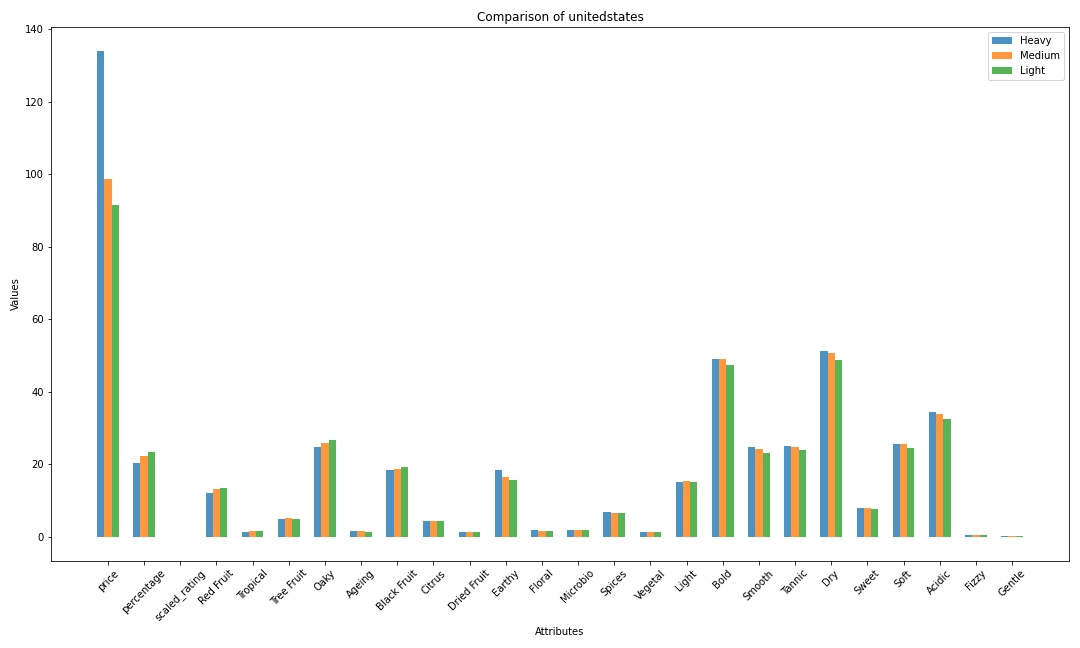 Comparison of unitedstates
Heavy
Medium
Light
Values
140
120
100
80
60
40
20
0
price
percentage
scaled_rating
Red Fruit
Tropical
Tree Fruit
Oaky
Ageing
Black Fruit
Citrus
Dried Fruit
Earthy
Floral
Microbio
Spices
Vegetal
Light
Bold
Smooth
Tannic
Dry
Sweet
Soft
Acidic
Fizzy
Gentle
Attributes